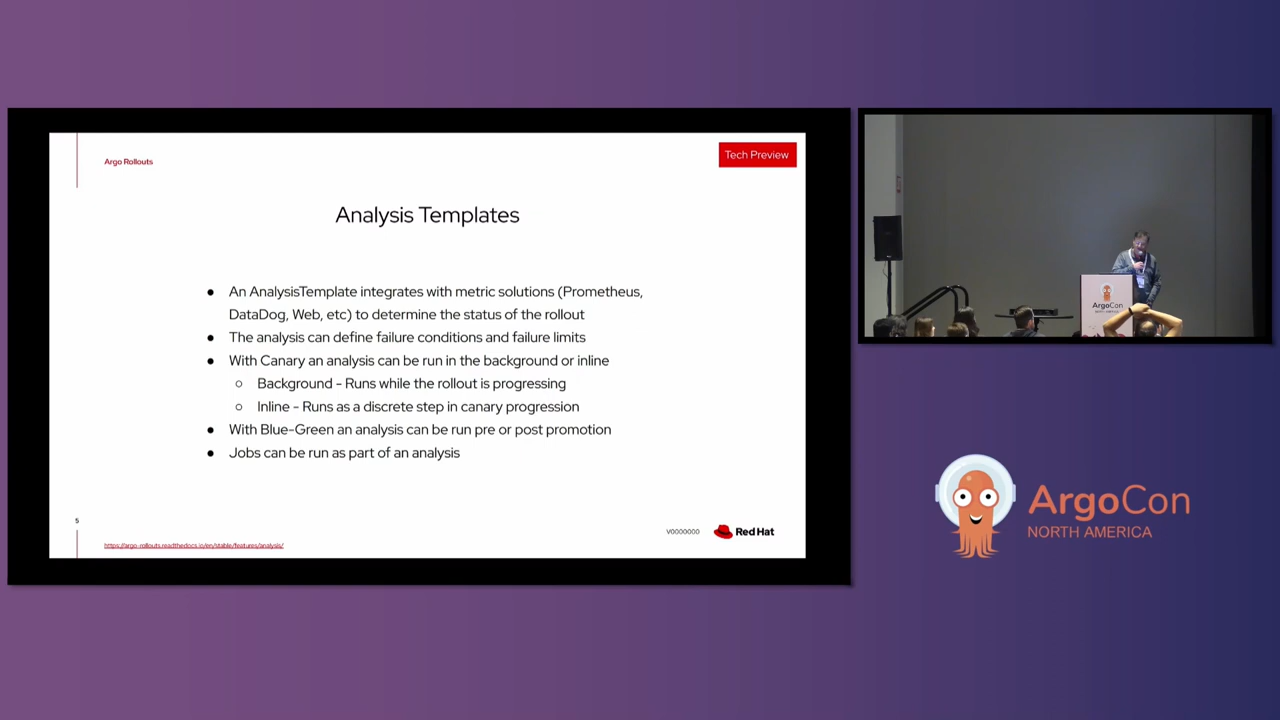 Argo Rollouts
Tech Preview
Analysis Templates
● An AnalysisTemplate integrates with metric solutions (Prometheus,
DataDog, Web, etc) to determine the status of the rollout
● The analysis can define failure conditions and failure limits
● With Canary an analysis can be run in the background or inline
○ Background - Runs while the rollout is progressing
○ Inline - Runs as a discrete step in canary progression
● With Blue-Green an analysis can be run pre or post promotion
● Jobs can be run as part of an analysis
5
https://argo-rollouts.readthedocs.io/en/stable/features/analysis/
V0000000
Red Hat
ArgoCon
ArgoCon
NORTH AMERICA